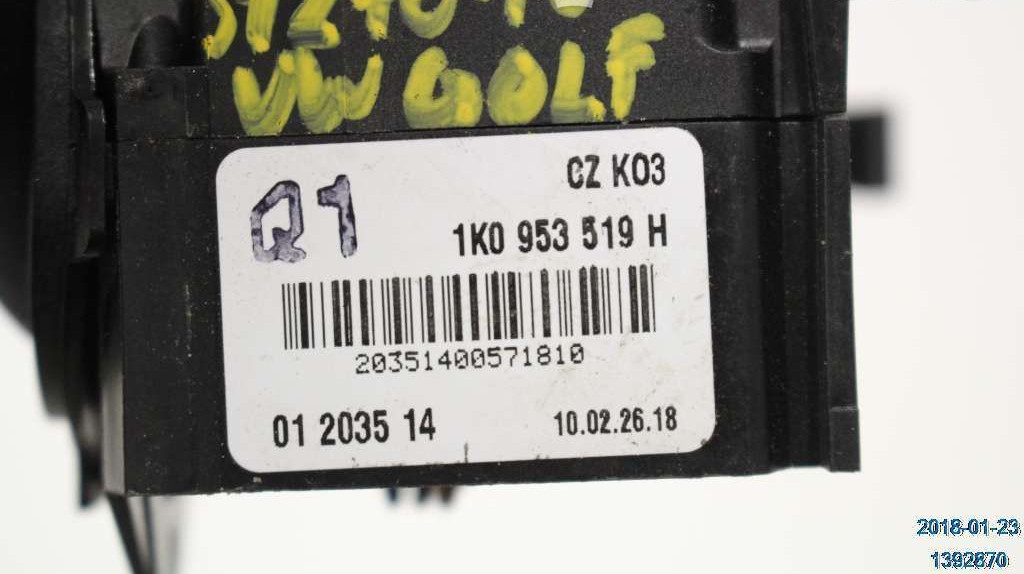 VW GOLF
Q1
CZ K03
1K0 953 519 H
20351400571810
01 2035 14
10.02.26.18
2018-01-23
1392670